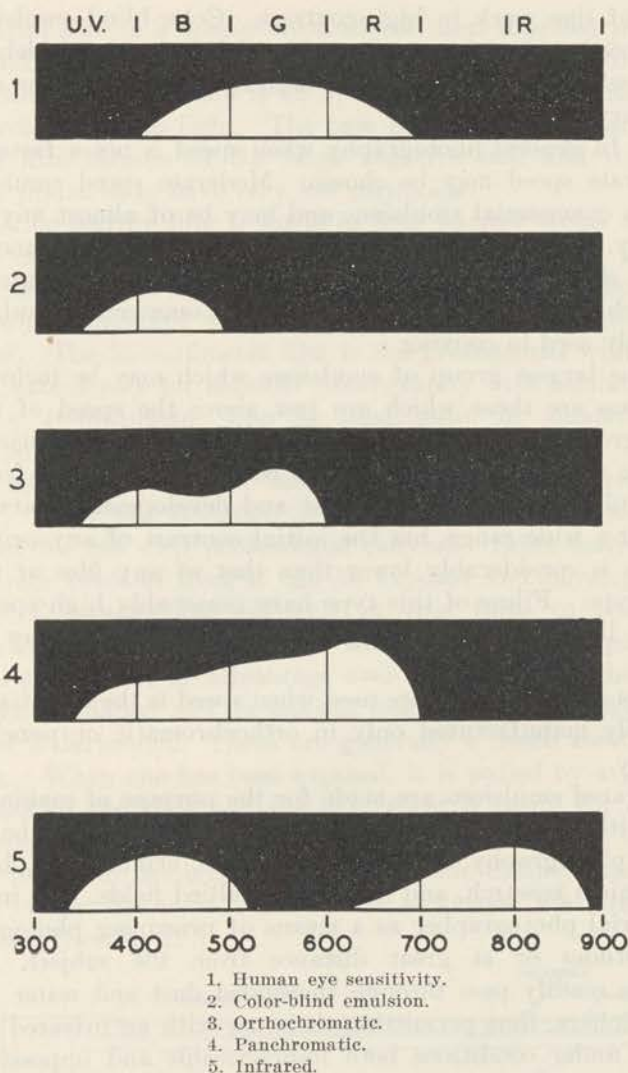 U.V. B G R IR
1
2
3
4
5
300 400 500 600 700 800 900
1. Human eye sensitivity.
2. Color-blind emulsion.
3. Orthochromatic.
4. Panchromatic.
5. Infrared.